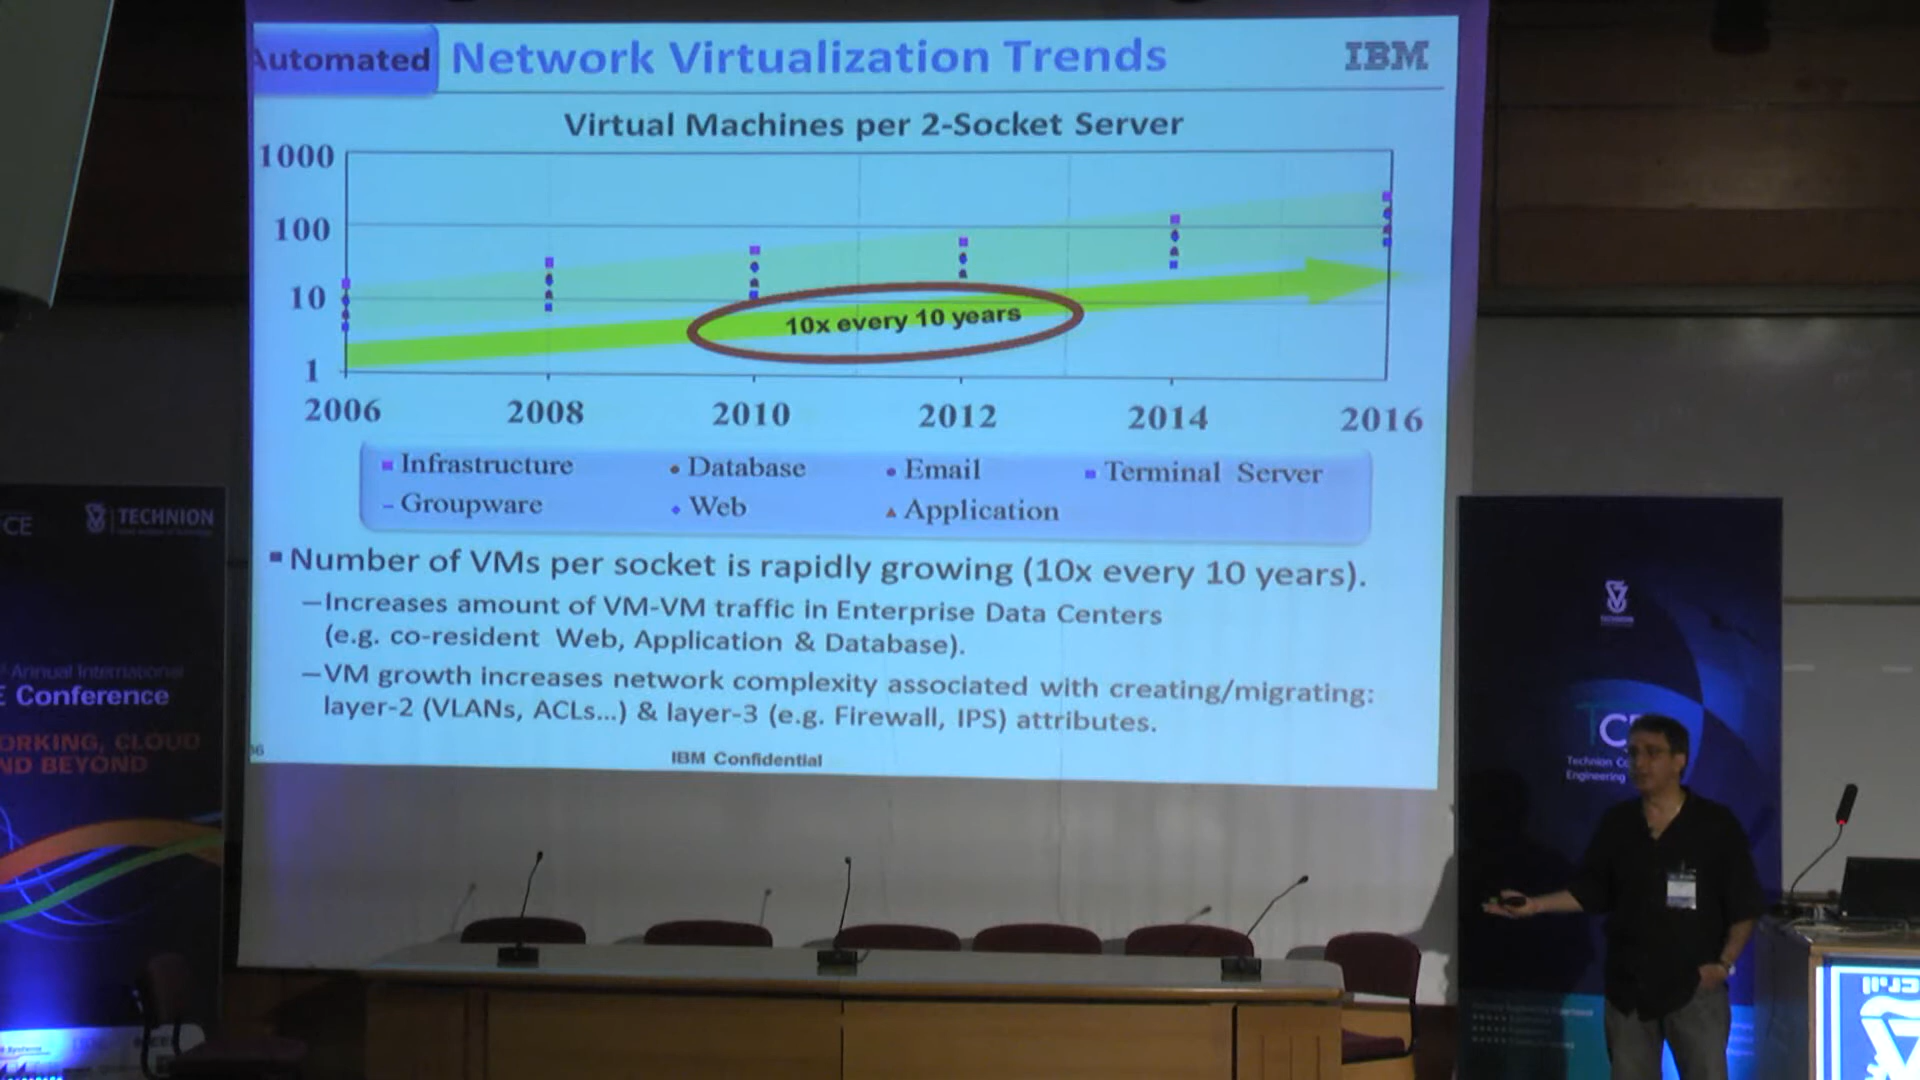 Automated
Network Virtualization Trends
IBM
Virtual Machines per 2-Socket Server
1000
100
10
1
10x every 10 years
2006 2008 2010 2012 2014 2016
Infrastructure Database Email Terminal Server
Groupware Web Application
Number of VMs per socket is rapidly growing (10x every 10 years).
—Increases amount of VM-VM traffic in Enterprise Data Centers
(e.g. co-resident Web, Application & Database).
—VM growth increases network complexity associated with creating/migrating:
layer-2 (VLANs, ACLs...) & layer-3 (e.g. Firewall, IPS) attributes.
IBM Confidential
CE
TECHNION
Annual International
Conference
ORKING, CLOUD
ND BEYOND
Technion
Engineering